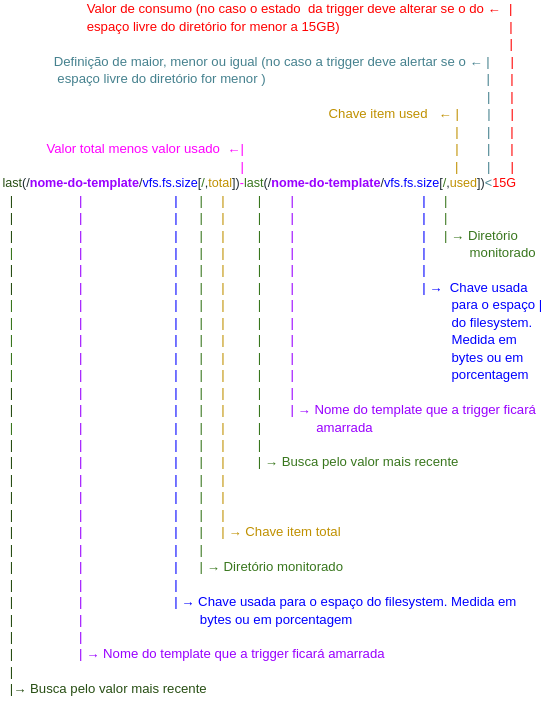 Valor de consumo (no caso o estado da trigger deve alterar se o do ←
espaço livre do diretório for menor a 15GB)
Definição de maior, menor ou igual (no caso a trigger deve alertar se o ←
espaço livre do diretório for menor )
Chave item used ←
Valor total menos valor usado ←
last(/nome-do-template/vfs.fs.size[/,total])-last(/nome-do-template/vfs.fs.size[/,used])<15G
→ Diretório
monitorado
→ Chave usada
para o espaço |
do filesystem.
Medida em
bytes ou em
porcentagem
→ Nome do template que a trigger ficará
amarrada
→ Busca pelo valor mais recente
→ Chave item total
→ Diretório monitorado
→ Chave usada para o espaço do filesystem. Medida em
bytes ou em porcentagem
→ Nome do template que a trigger ficará amarrada
→ Busca pelo valor mais recente